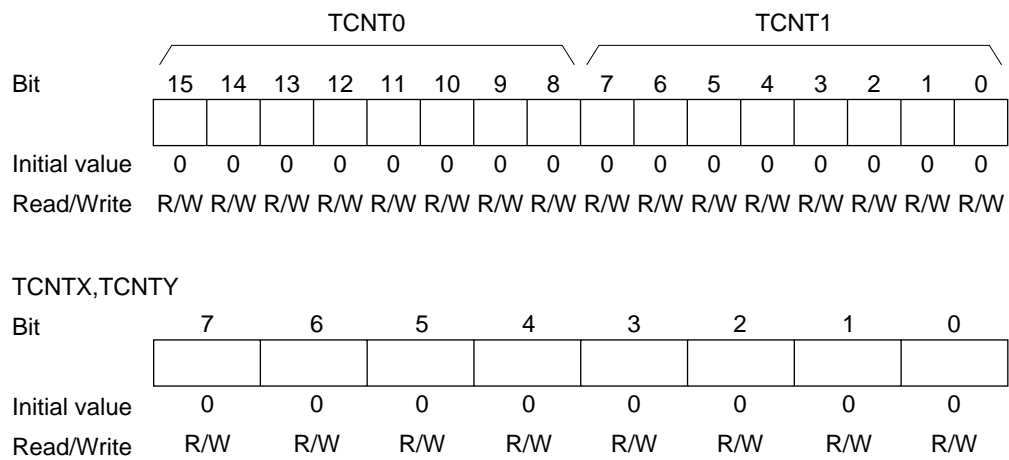 TCNT0 TCNT1
Bit 15 14 13 12 11 10 9 8 7 6 5 4 3 2 1 0
Initial value 0 0 0 0 0 0 0 0 0 0 0 0 0 0 0 0
Read/Write R/W R/W R/W R/W R/W R/W R/W R/W R/W R/W R/W R/W R/W R/W R/W R/W
TCNTX,TCNTY
Bit 7 6 5 4 3 2 1 0
Initial value 0 0 0 0 0 0 0 0
Read/Write R/W R/W R/W R/W R/W R/W R/W R/W